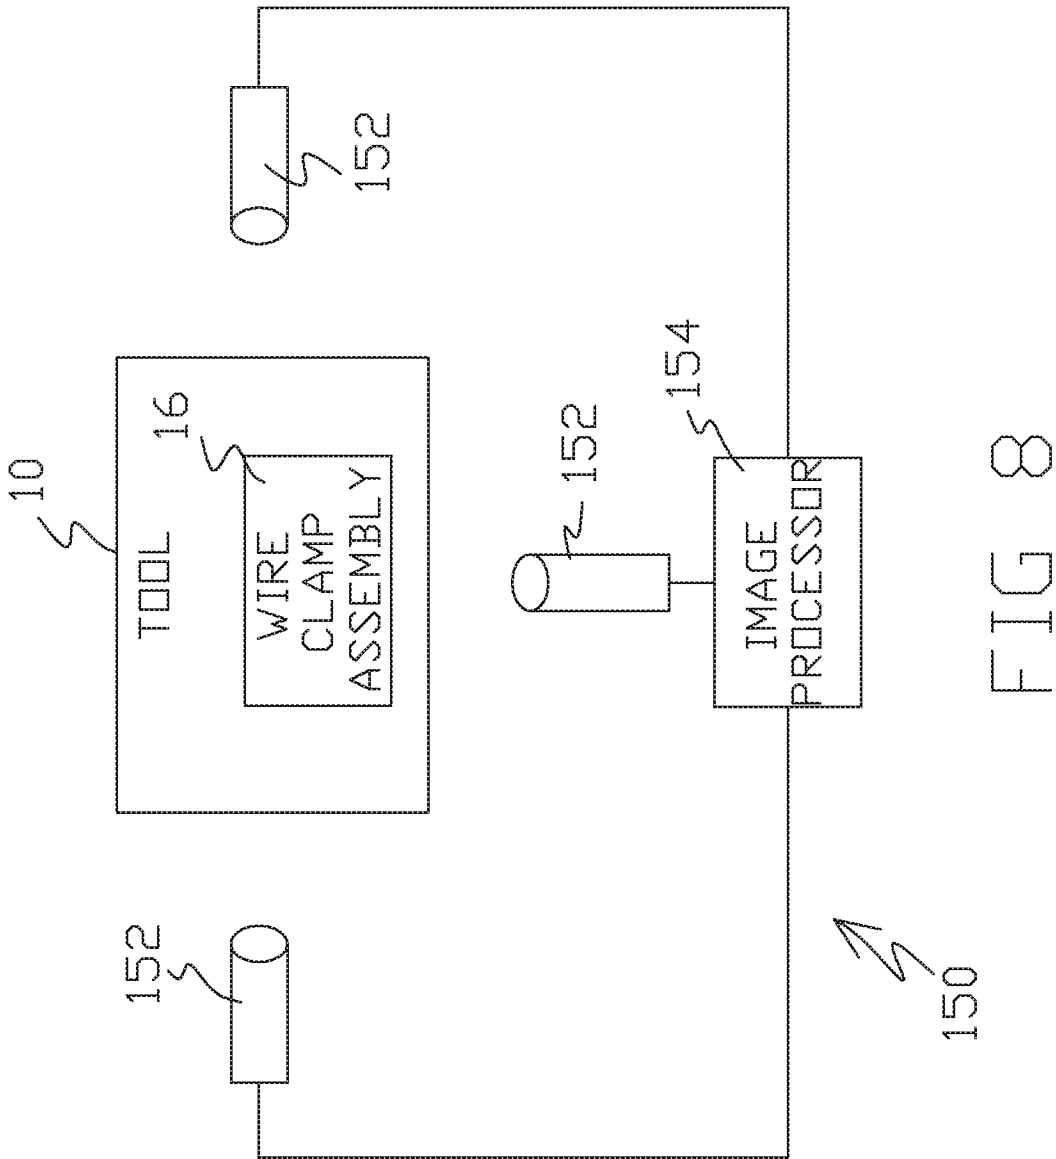 10
152
TOOL
16
WIRE
CLAMP
ASSEMBLY
152
152
154
IMAGE
PROCESSOR
150
FIG 8